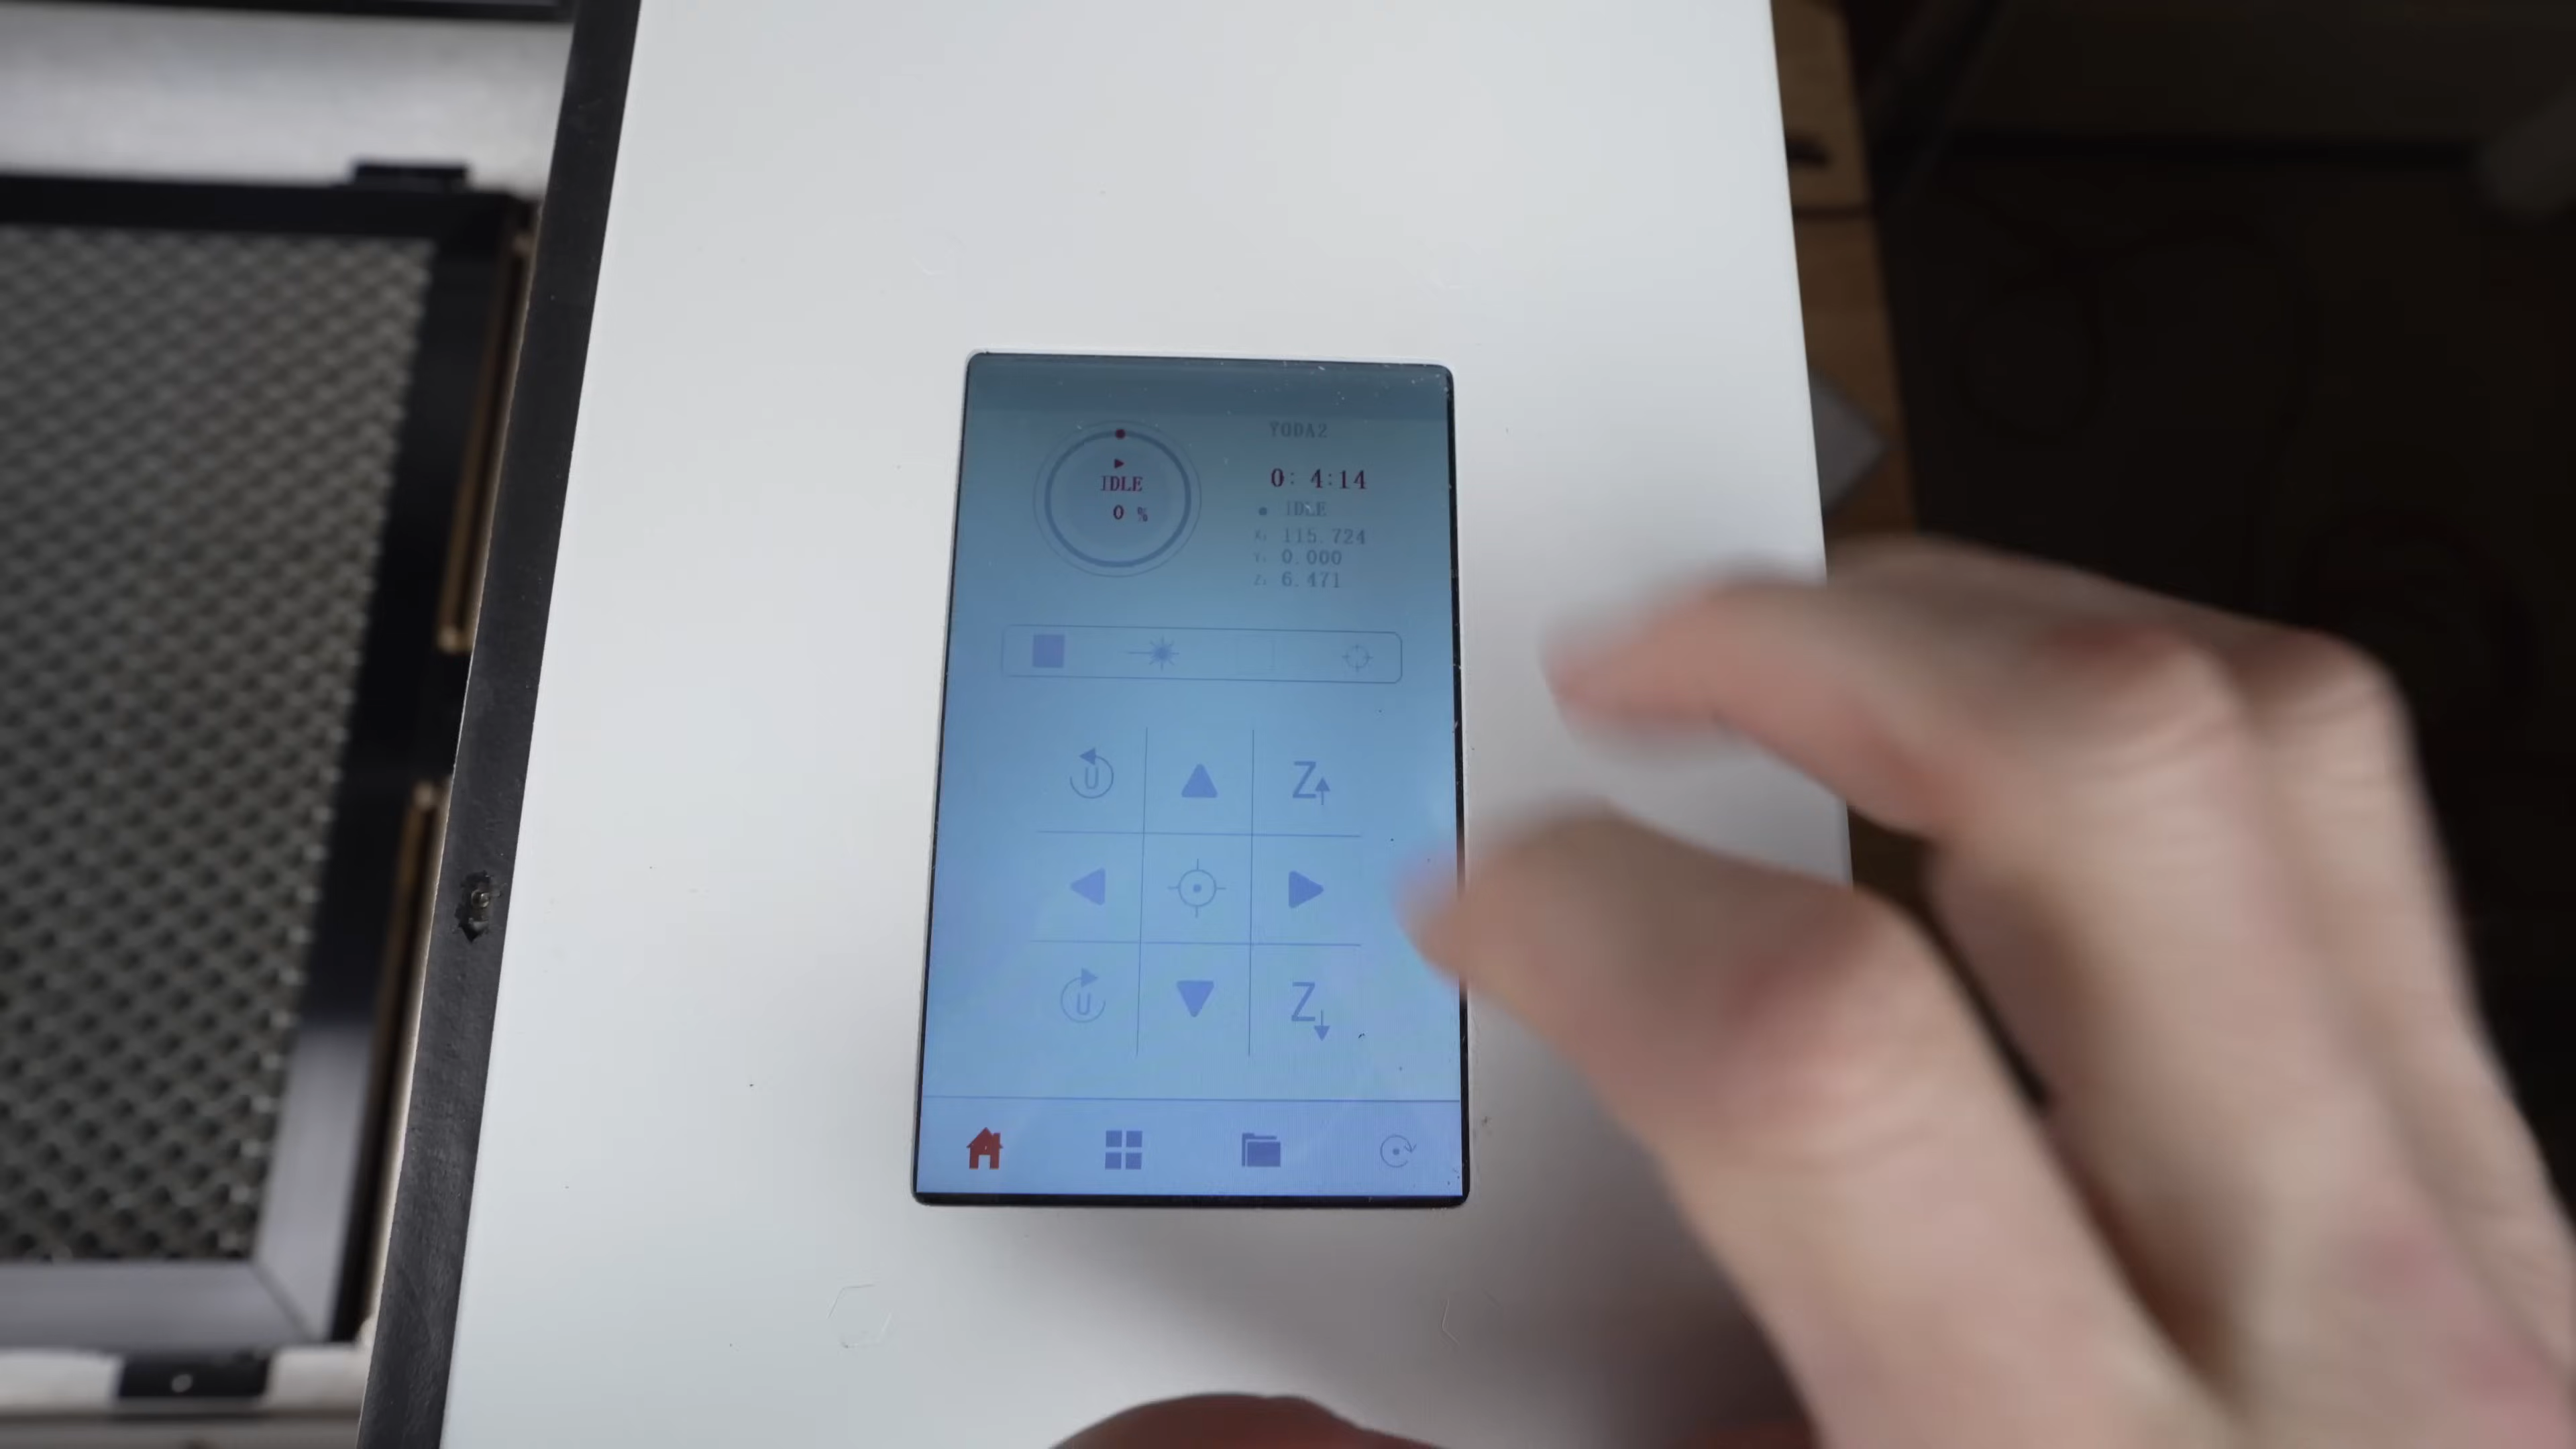 YODA2
0: 4:14
IDLE
0 %
IDLE
X: 115.724
Y: 0.000
Z: 6.471
U
Z
U
Z